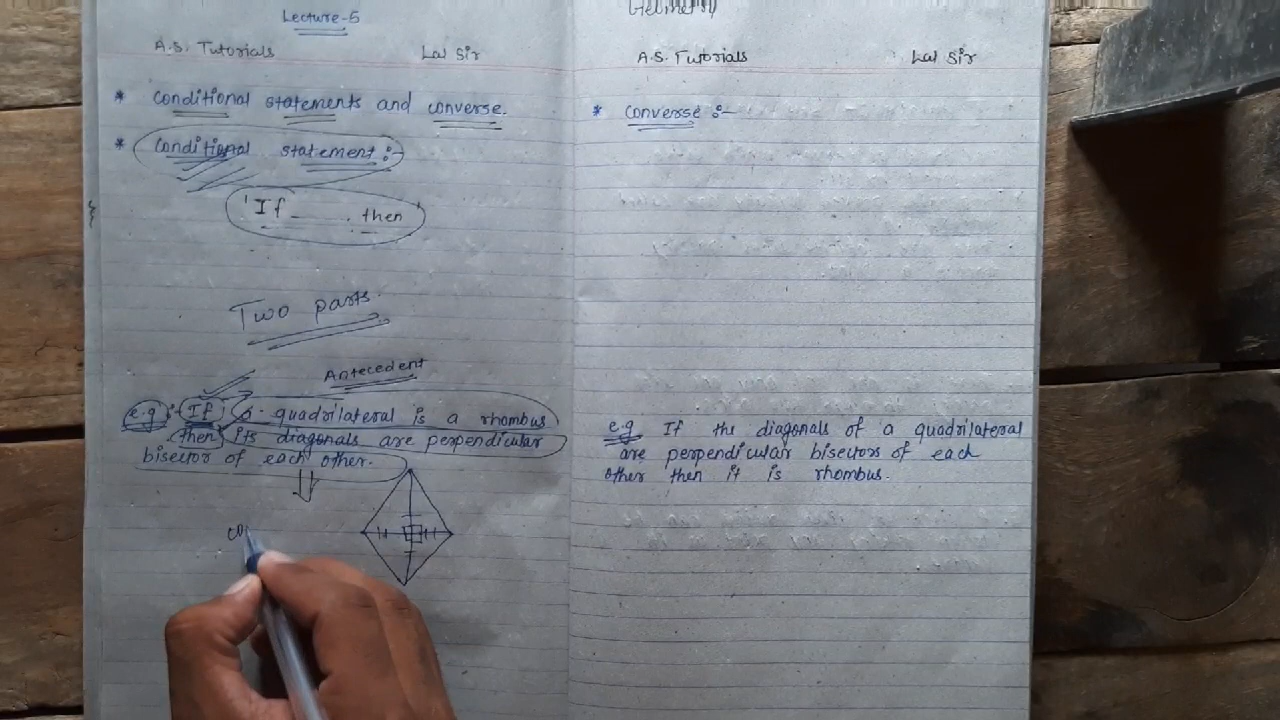 Lecture-5
A.S. Tutorials Lal Sir
* Conditional statements and converse.
* Conditional statement :-
'If ...... then'
Two parts.
Antecedent
e.g :- If a quadrilateral is a rhombus
then its diagonals are perpendicular
bisector of each other.
co
A.S. Tutorials Lal Sir
* Converse :-
e.g If the diagonals of a quadrilateral
are perpendicular bisectors of each
other then it is rhombus.